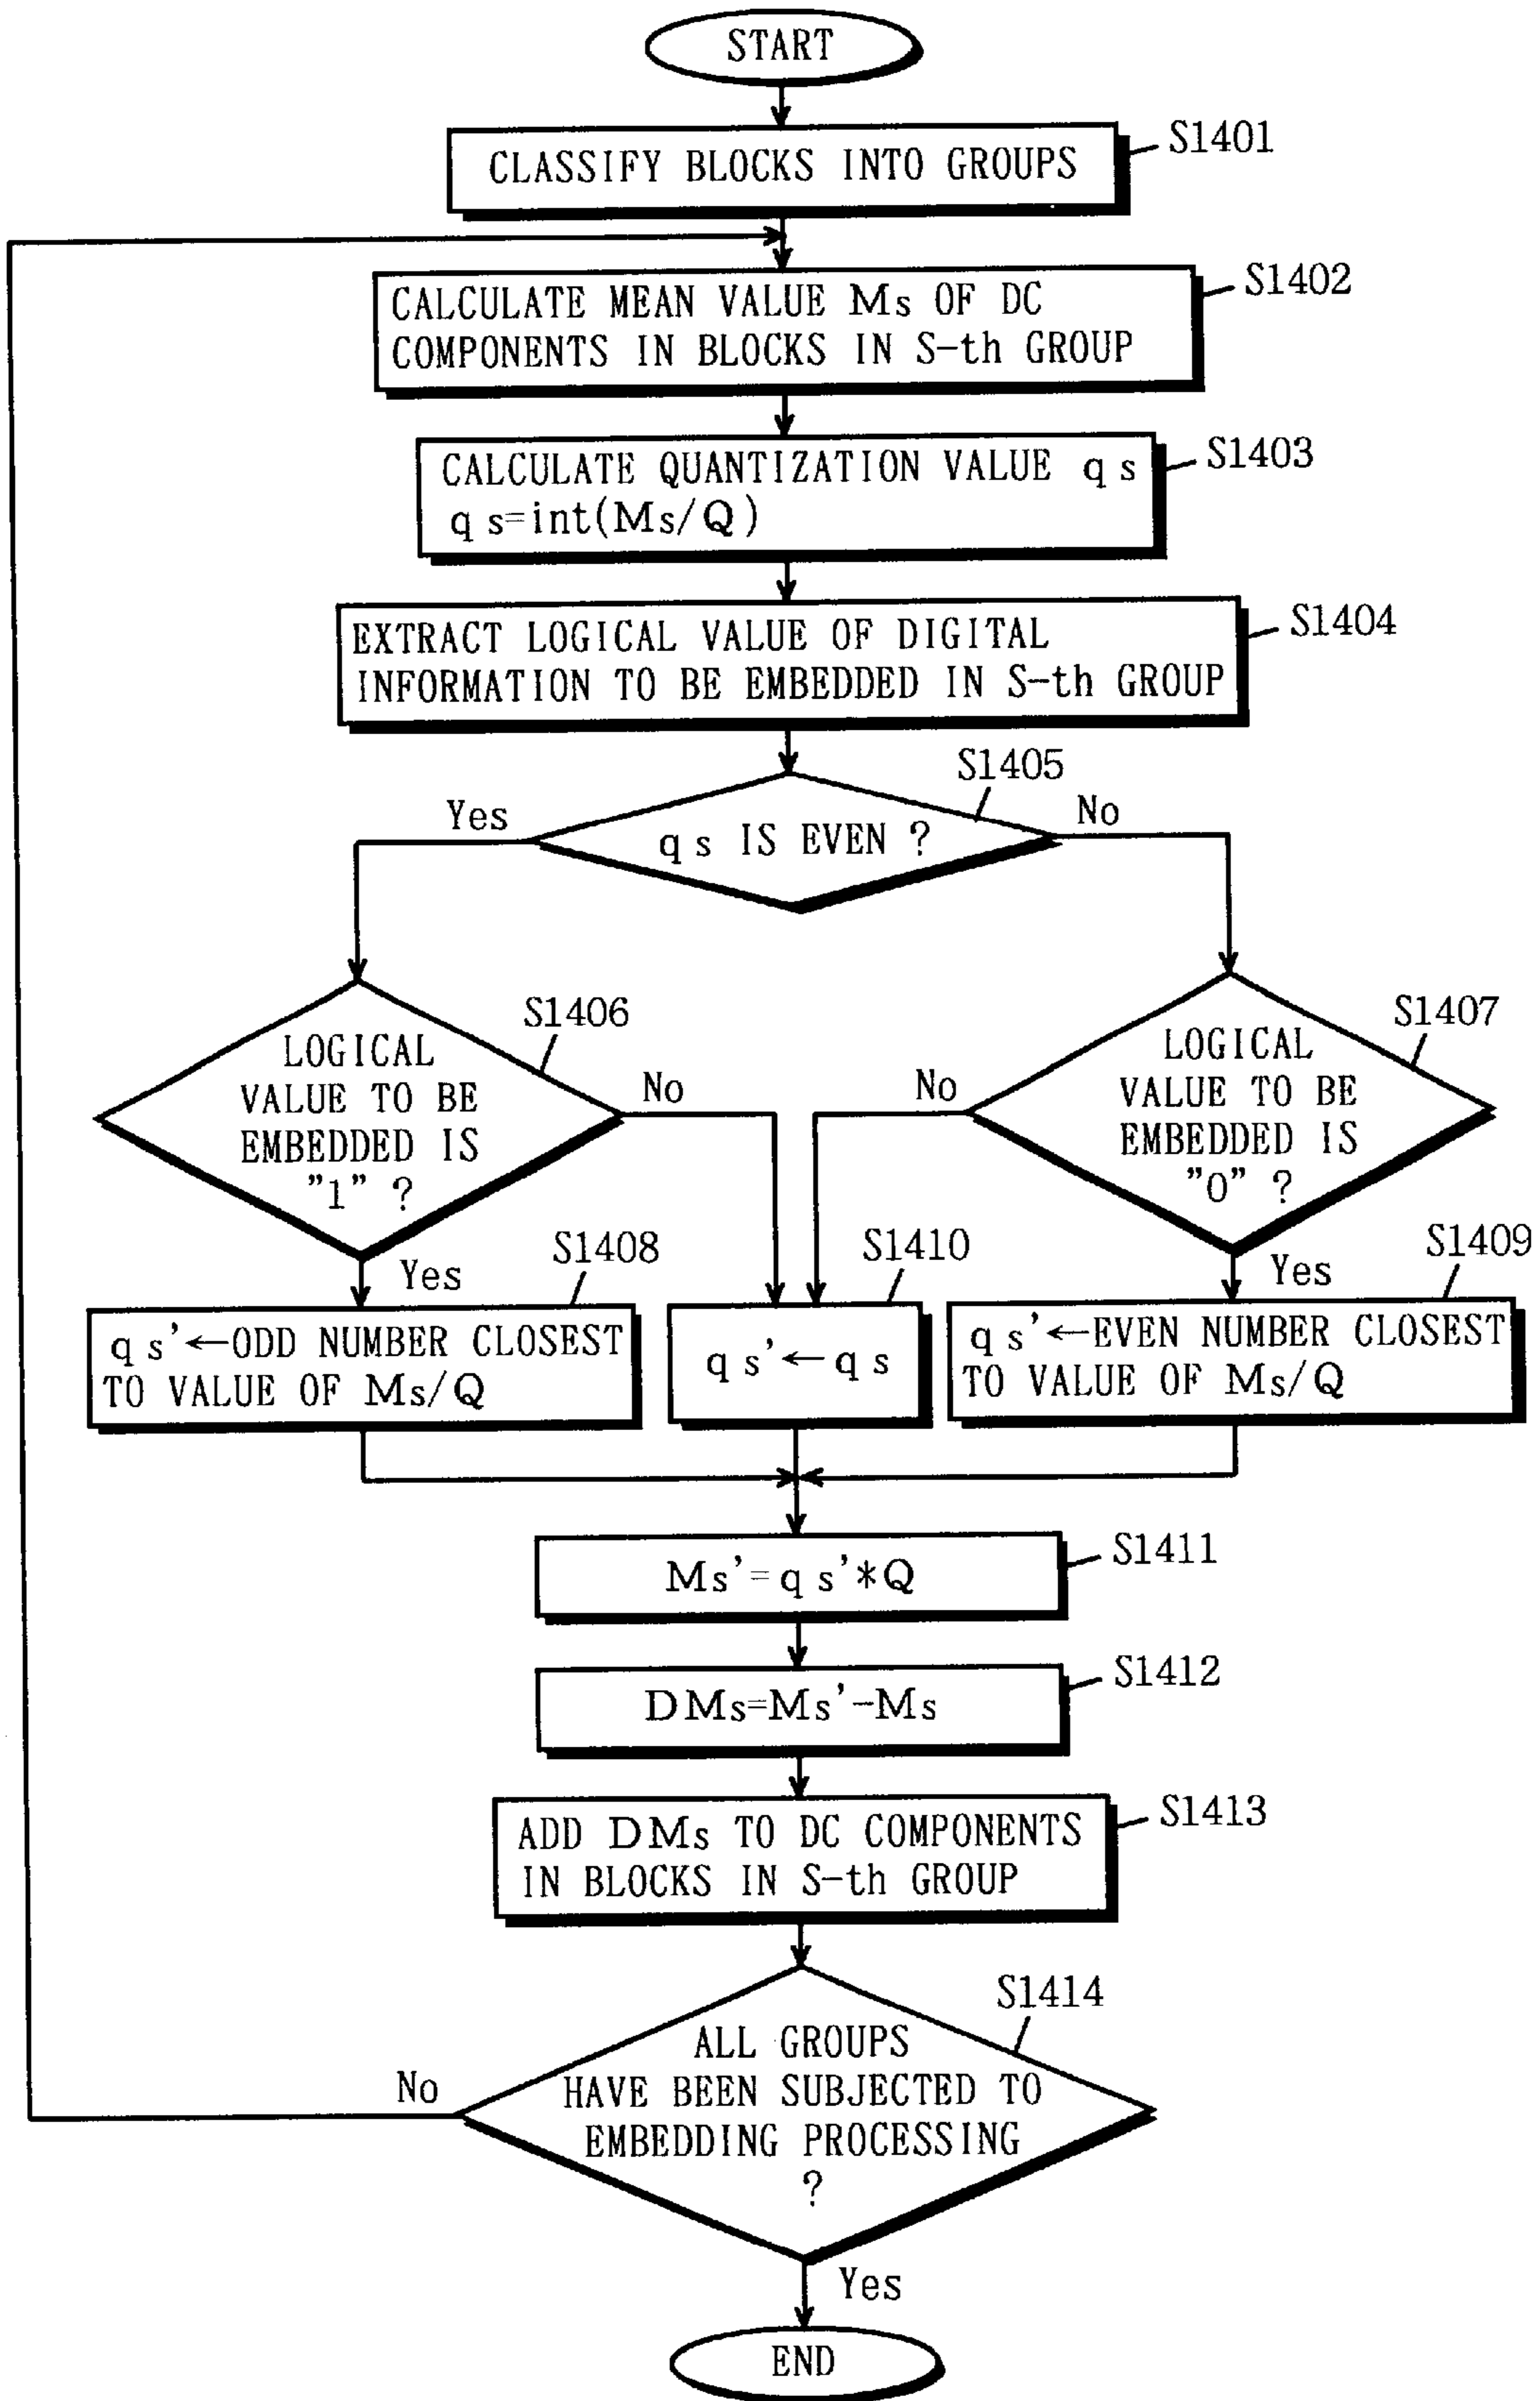 START
CLASSIFY BLOCKS INTO GROUPS
S1401
CALCULATE MEAN VALUE Ms OF DC
COMPONENTS IN BLOCKS IN S-th GROUP
S1402
CALCULATE QUANTIZATION VALUE qs
qs=int(Ms/Q)
S1403
EXTRACT LOGICAL VALUE OF DIGITAL
INFORMATION TO BE EMBEDDED IN S-th GROUP
S1404
S1405
Yes
qs IS EVEN ?
No
S1406
LOGICAL
VALUE TO BE
EMBEDDED IS
"1" ?
No
Yes
S1407
LOGICAL
VALUE TO BE
EMBEDDED IS
"0" ?
No
Yes
S1408
qs'←ODD NUMBER CLOSEST
TO VALUE OF Ms/Q
S1410
qs'←qs
S1409
qs'←EVEN NUMBER CLOSEST
TO VALUE OF Ms/Q
Ms'=qs'*Q
S1411
DMs=Ms'-Ms
S1412
ADD DMs TO DC COMPONENTS
IN BLOCKS IN S-th GROUP
S1413
S1414
ALL GROUPS
HAVE BEEN SUBJECTED TO
EMBEDDING PROCESSING
?
No
Yes
END